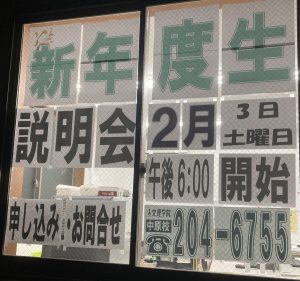 新年度生
説明会 2月 3日
土曜日
午後6:00 開始
申し込み・お問合せ
中原校
☎204-6755